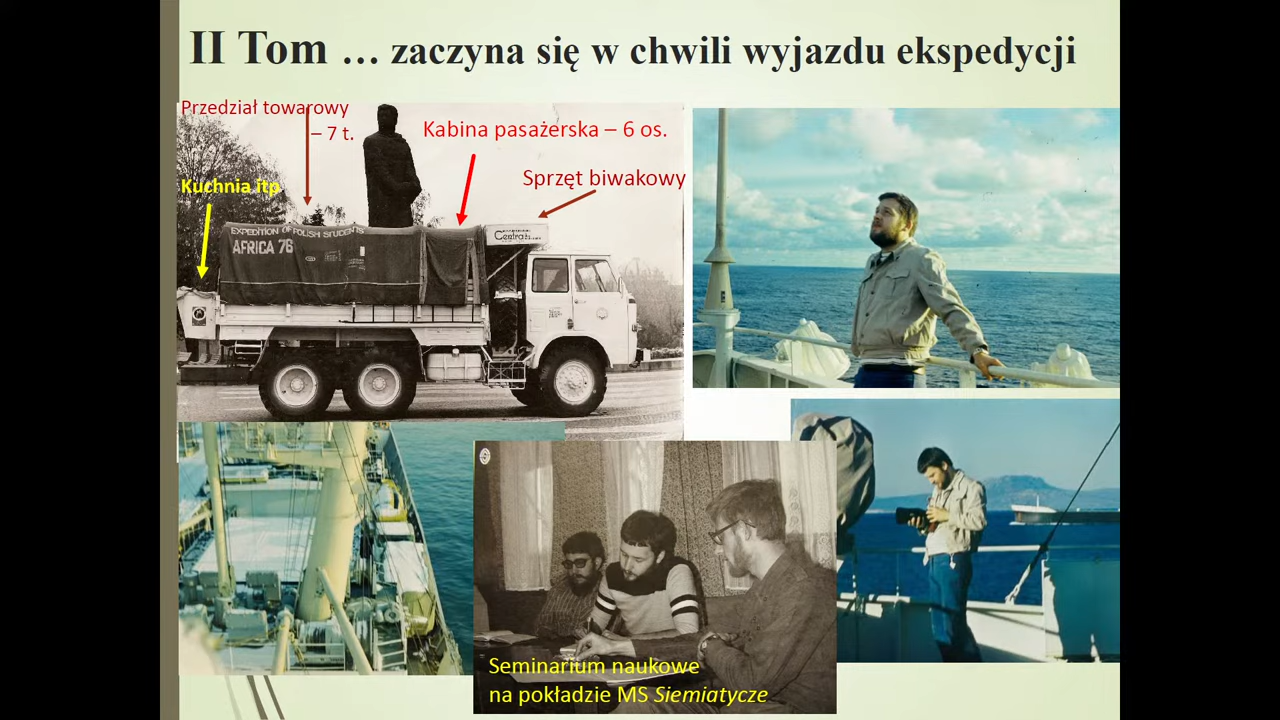 II Tom … zaczyna się w chwili wyjazdu ekspedycji
Przedział towarowy
– 7 t.
Kabina pasażerska – 6 os.
Sprzęt biwakowy
Kuchnia itp
EXPEDITION OF POLISH STUDENTS
AFRICA 76
Central
Seminarium naukowe
na pokładzie MS Siemiatycze